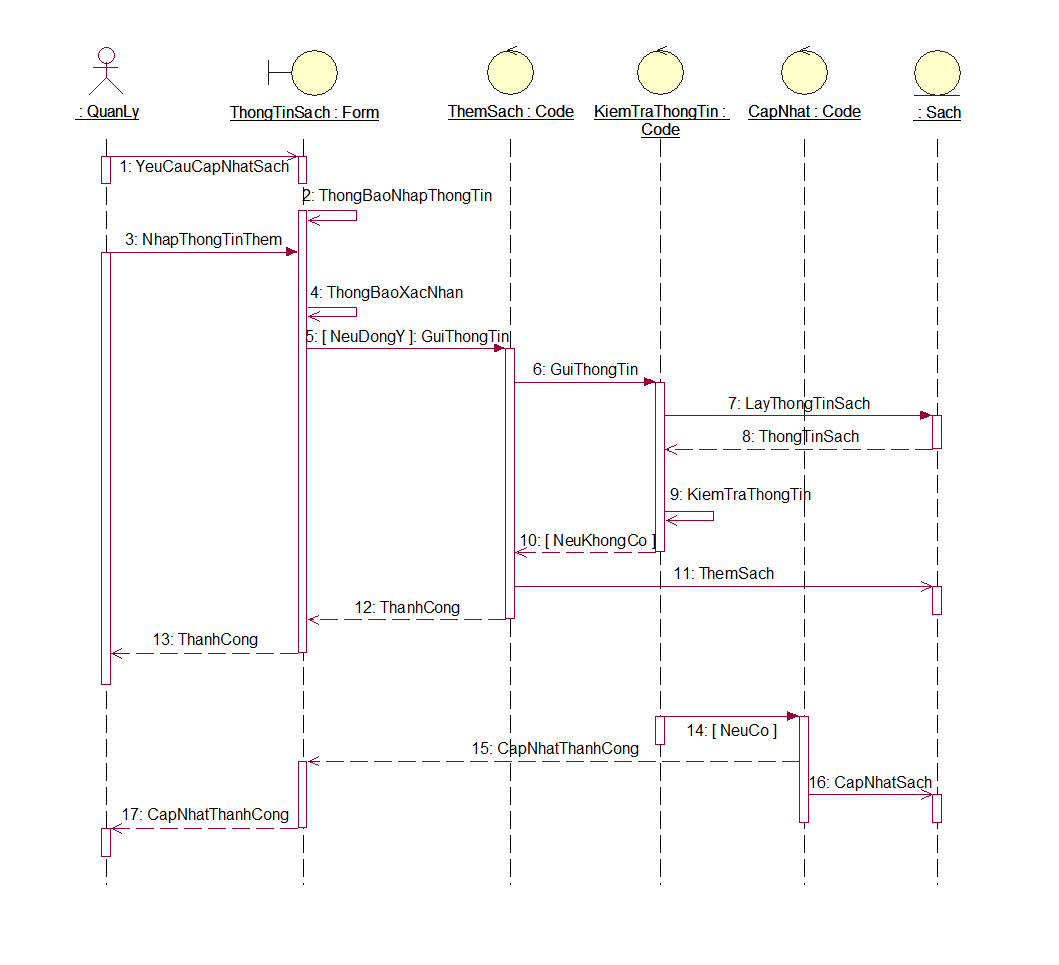 : QuanLy
ThongTinSach : Form
ThemSach : Code
KiemTraThongTin :
Code
CapNhat : Code
: Sach
1: YeuCauCapNhatSach
2: ThongBaoNhapThongTin
3: NhapThongTinThem
4: ThongBaoXacNhan
5: [ NeuDongY ]: GuiThongTin
6: GuiThongTin
7: LayThongTinSach
8: ThongTinSach
9: KiemTraThongTin
10: [ NeuKhongCo ]
11: ThemSach
12: ThanhCong
13: ThanhCong
14: [ NeuCo ]
15: CapNhatThanhCong
16: CapNhatSach
17: CapNhatThanhCong